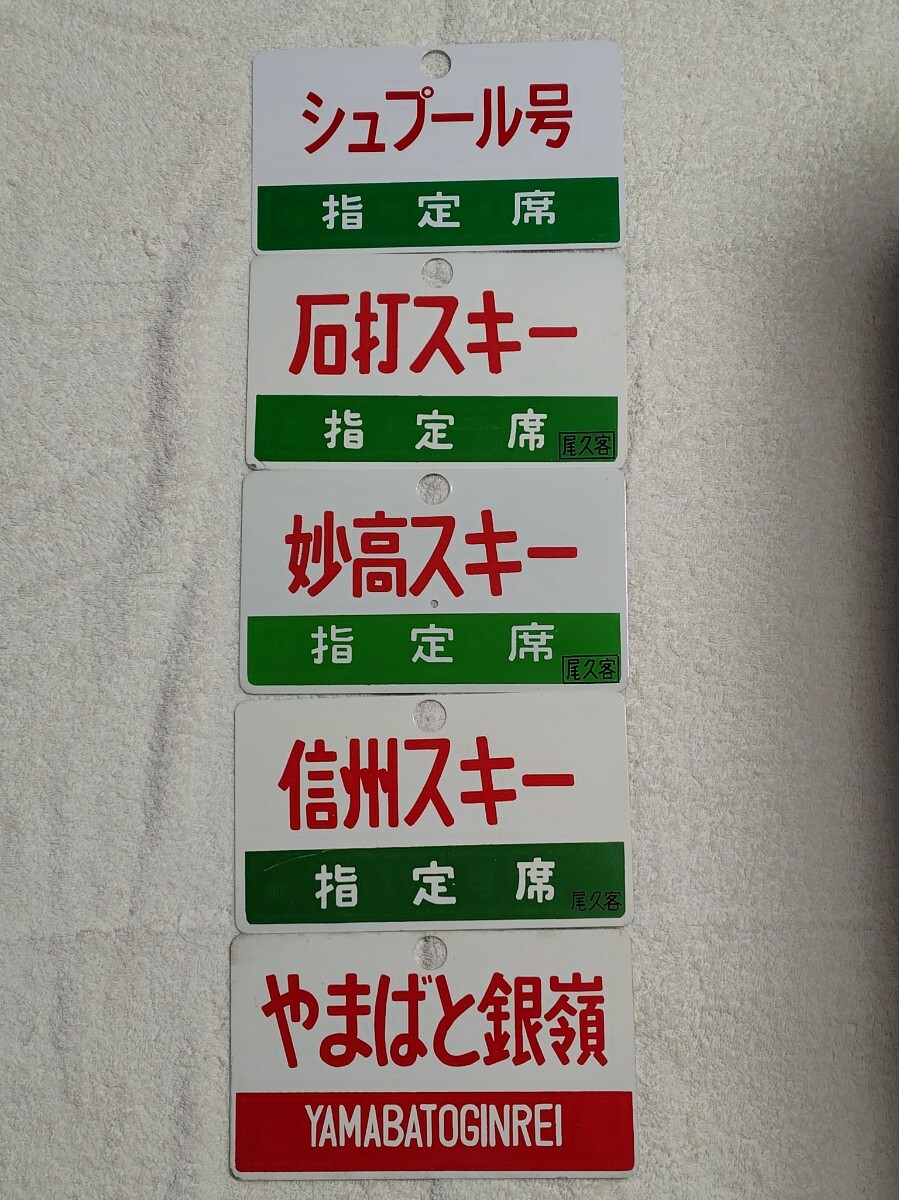 シュプール号
指定席
石打スキー
指定席
尾久客
妙高スキー
指定席
尾久客
信州スキー
指定席
尾久客
やまばと銀嶺
YAMABATOGINREI